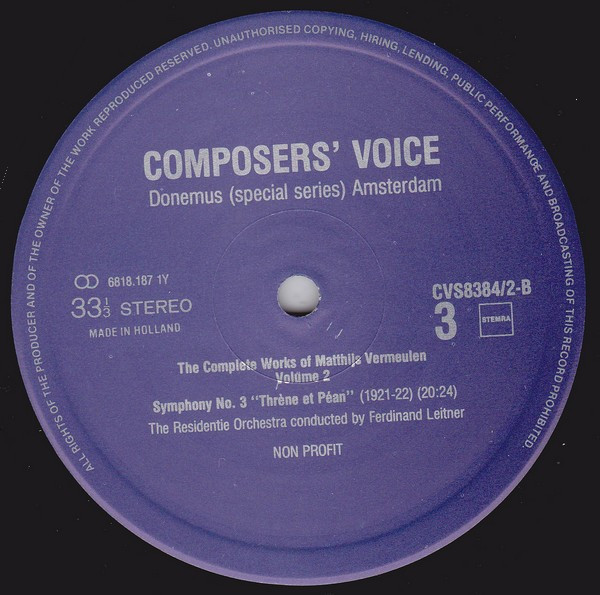 ALL RIGHTS OF THE PRODUCER AND OF THE OWNER OF THE WORK REPRODUCED RESERVED. UNAUTHORISED COPYING, HIRING, LENDING, PUBLIC PERFORMANCE AND BROADCASTING OF THIS RECORD PROHIBITED.
COMPOSERS' VOICE
Donemus (special series) Amsterdam
6818.187 1Y
33 1/3 STEREO
MADE IN HOLLAND
CVS8384/2-B
3
STEMRA
The Complete Works of Matthijs Vermeulen
Volume 2
Symphony No. 3 "Thrène et Péan" (1921-22) (20:24)
The Residentie Orchestra conducted by Ferdinand Leitner
NON PROFIT